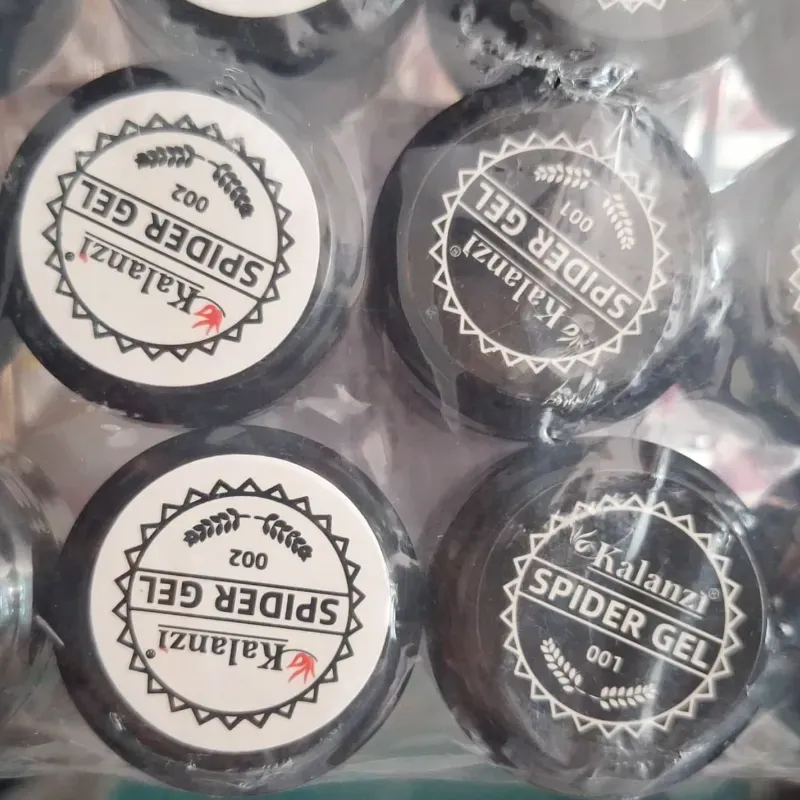 Kalanzi®
SPIDER GEL
002
Kalanzi®
SPIDER GEL
001
Kalanzi®
SPIDER GEL
002
Kalanzi®
SPIDER GEL
001